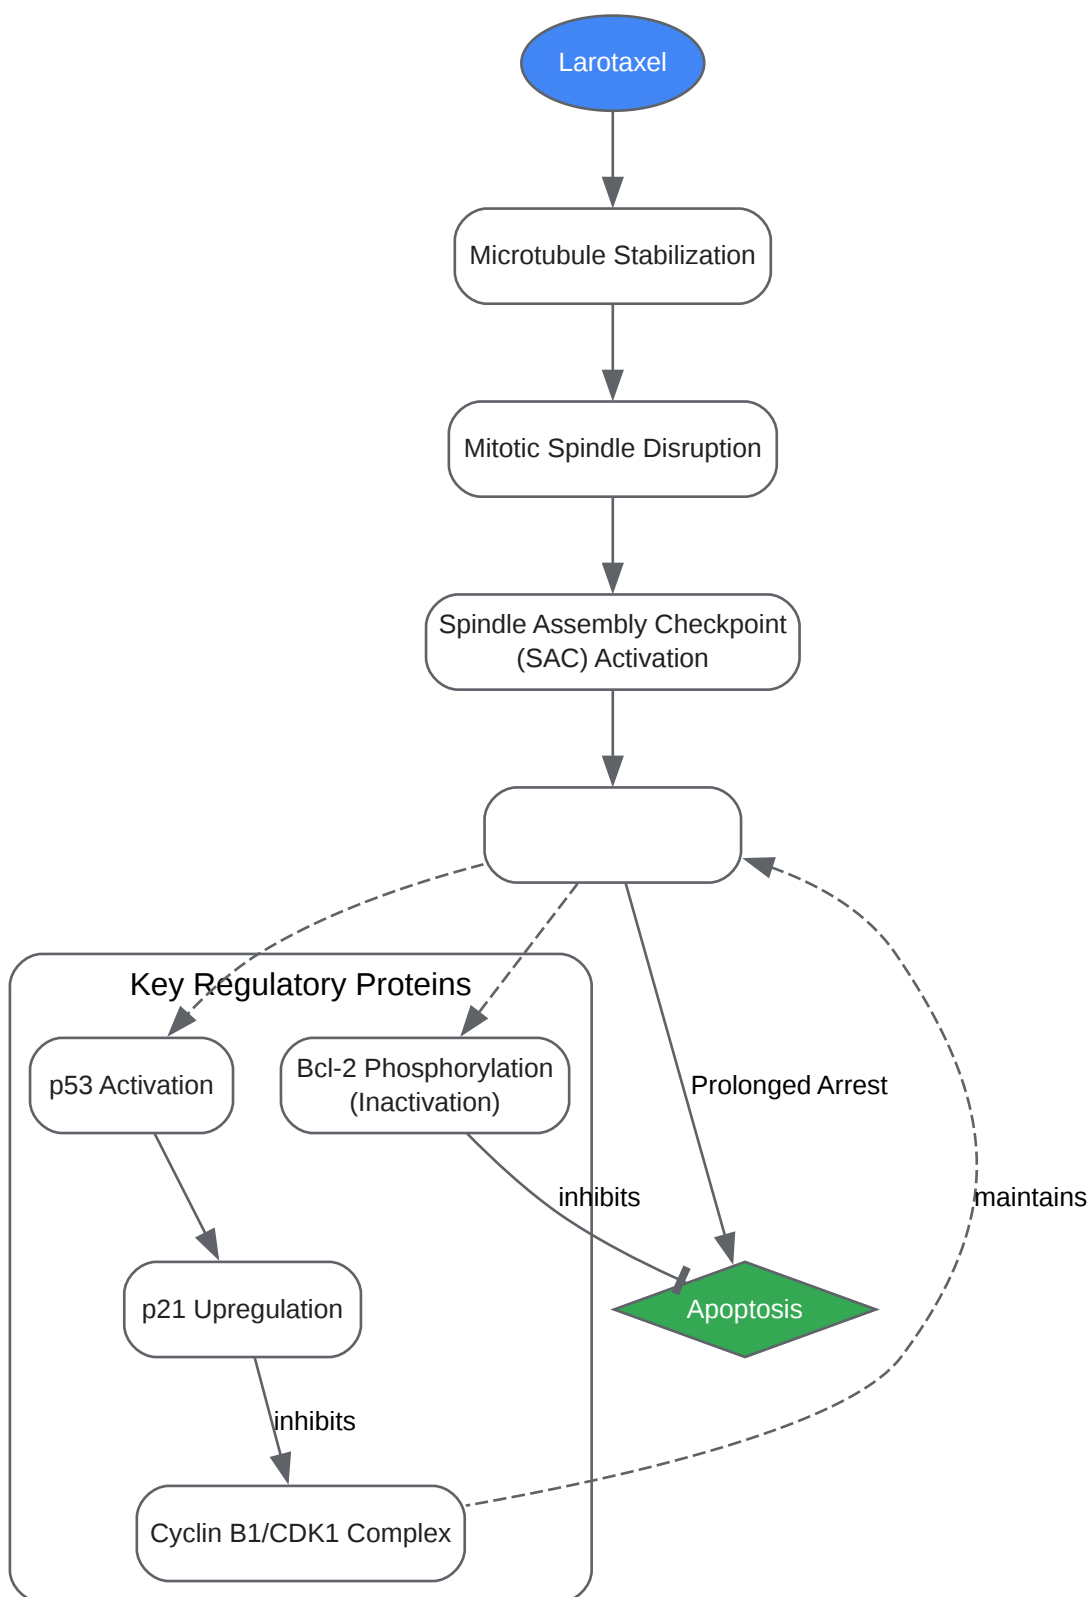 Larotaxel
Microtubule Stabilization
Mitotic Spindle Disruption
Spindle Assembly Checkpoint
(SAC) Activation
Key Regulatory Proteins
p53 Activation
Bcl-2 Phosphorylation
(Inactivation)
Prolonged Arrest
inhibits
maintains
p21 Upregulation
Apoptosis
inhibits
Cyclin B1/CDK1 Complex